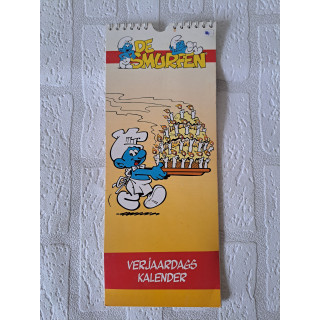 DE
SMURFEN
VERJAARDAGS
KALENDER